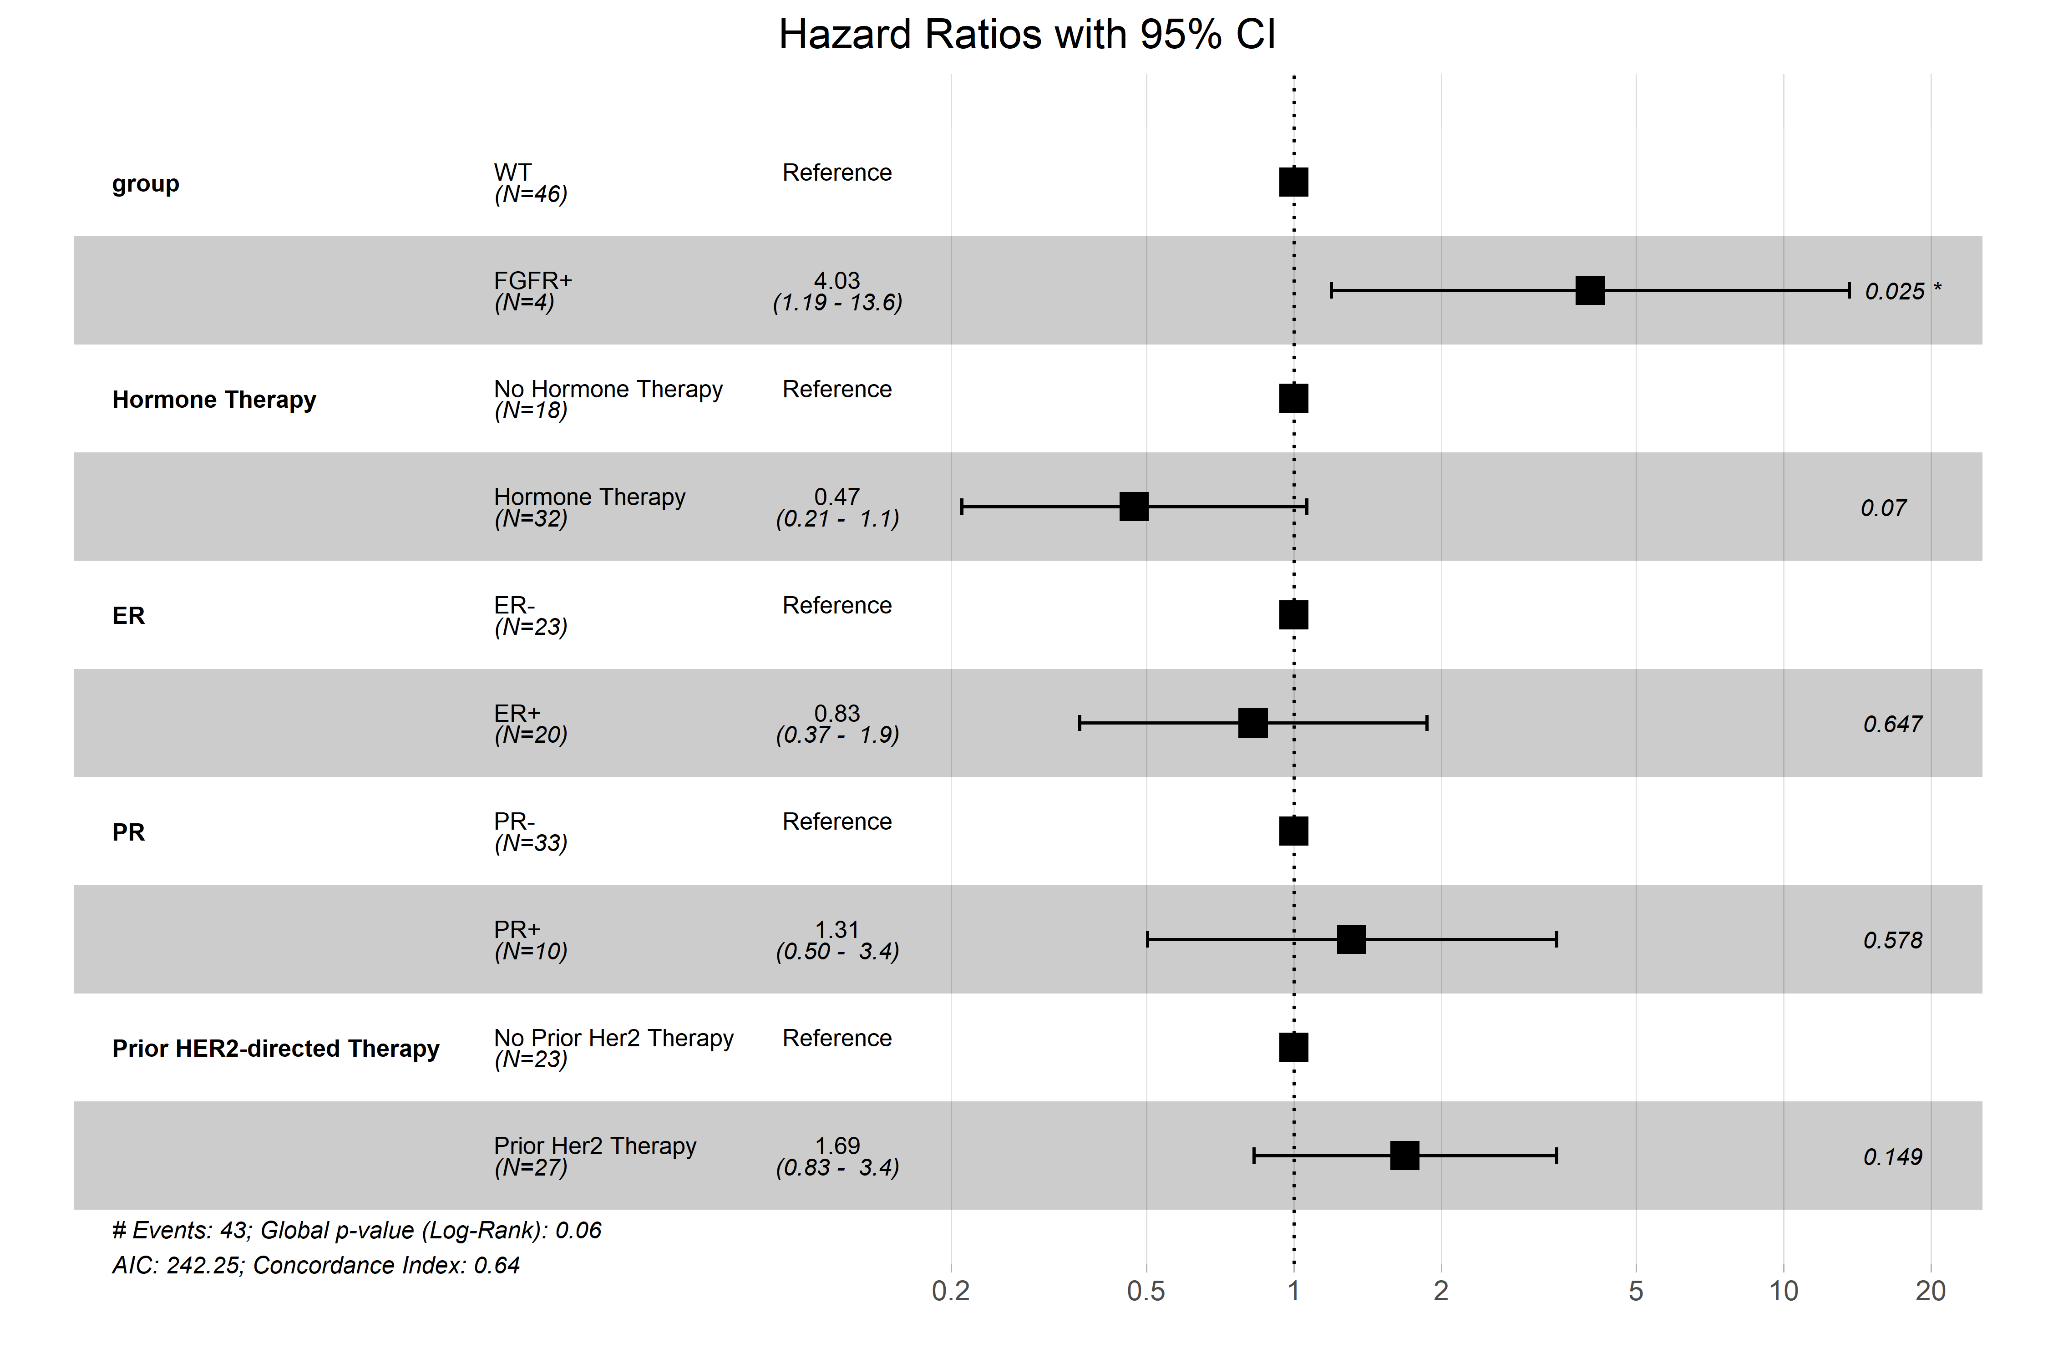 Hazard Ratios with 95% CI
group
WT
(N=46)
Reference
FGFR+
(N=4)
4.03
(1.19 - 13.6)
0.025 *
Hormone Therapy
No Hormone Therapy
(N=18)
Reference
Hormone Therapy
(N=32)
0.47
(0.21 - 1.1)
0.07
ER
ER-
(N=23)
Reference
ER+
(N=20)
0.83
(0.37 - 1.9)
0.647
PR
PR-
(N=33)
Reference
PR+
(N=10)
1.31
(0.50 - 3.4)
0.578
Prior HER2-directed Therapy
No Prior Her2 Therapy
(N=23)
Reference
Prior Her2 Therapy
(N=27)
1.69
(0.83 - 3.4)
0.149
# Events: 43; Global p-value (Log-Rank): 0.06
AIC: 242.25; Concordance Index: 0.64
0.2 0.5 1 2 5 10 20